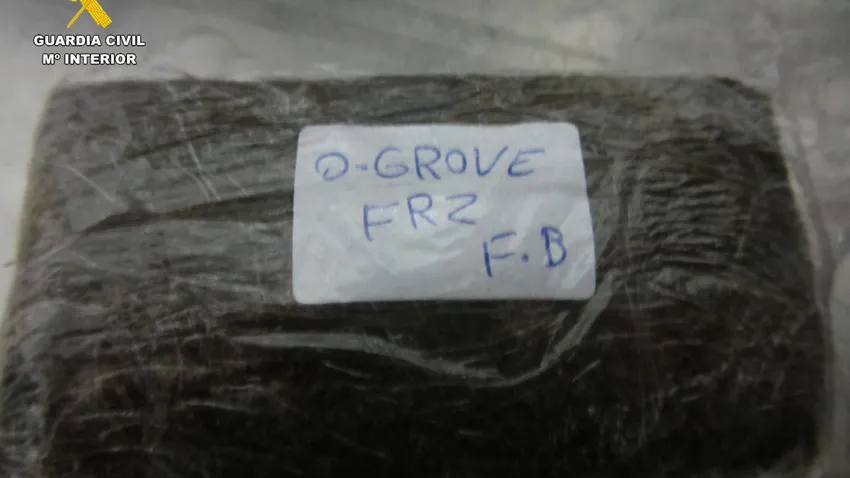 GUARDIA CIVIL
Mº INTERIOR
O-GROVE
FRZ
F.B